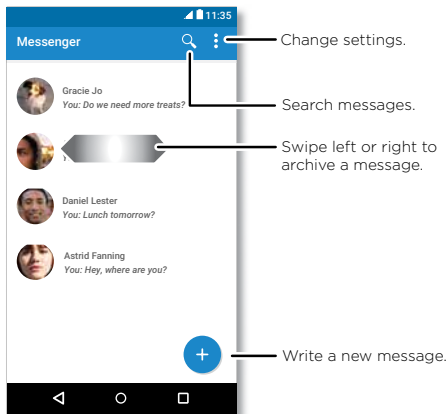 11:35
Messenger
Change settings.
Gracie Jo
You: Do we need more treats?
Search messages.
Swipe left or right to
archive a message.
Daniel Lester
You: Lunch tomorrow?
Astrid Fanning
You: Hey, where are you?
Write a new message.